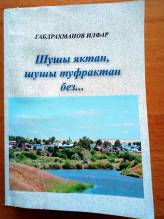 ГАБДРАХМАНОВ ИЛФАР
Шушы яктан,
шушы туфрактан
без...